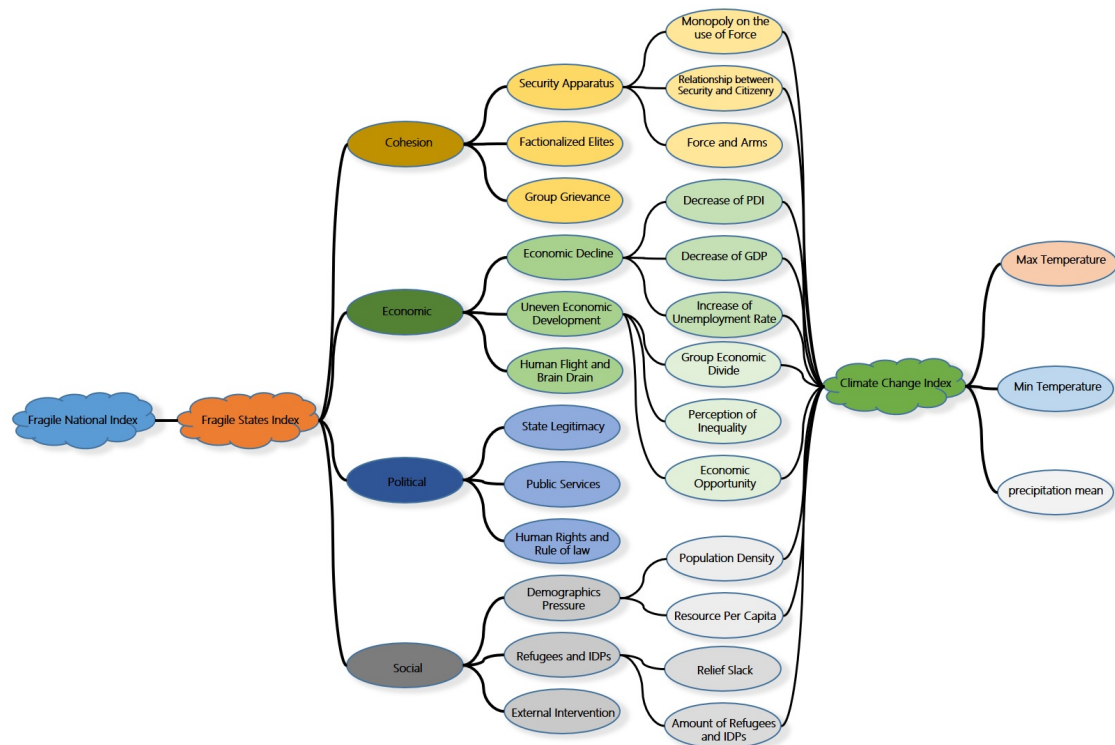 Fragile National Index
Fragile States Index
Cohesion
Economic
Political
Social
Security Apparatus
Factionalized Elites
Group Grievance
Economic Decline
Uneven Economic
Development
Human Flight and
Brain Drain
State Legitimacy
Public Services
Human Rights and
Rule of law
Demographics
Pressure
Refugees and IDPs
External Intervention
Monopoly on the
use of Force
Relationship between
Security and Citizenry
Force and Arms
Decrease of PDI
Decrease of GDP
Increase of
Unemployment Rate
Group Economic
Divide
Perception of
Inequality
Economic
Opportunity
Population Density
Resource Per Capita
Relief Slack
Amount of Refugees
and IDPs
Climate Change Index
Max Temperature
Min Temperature
precipitation mean